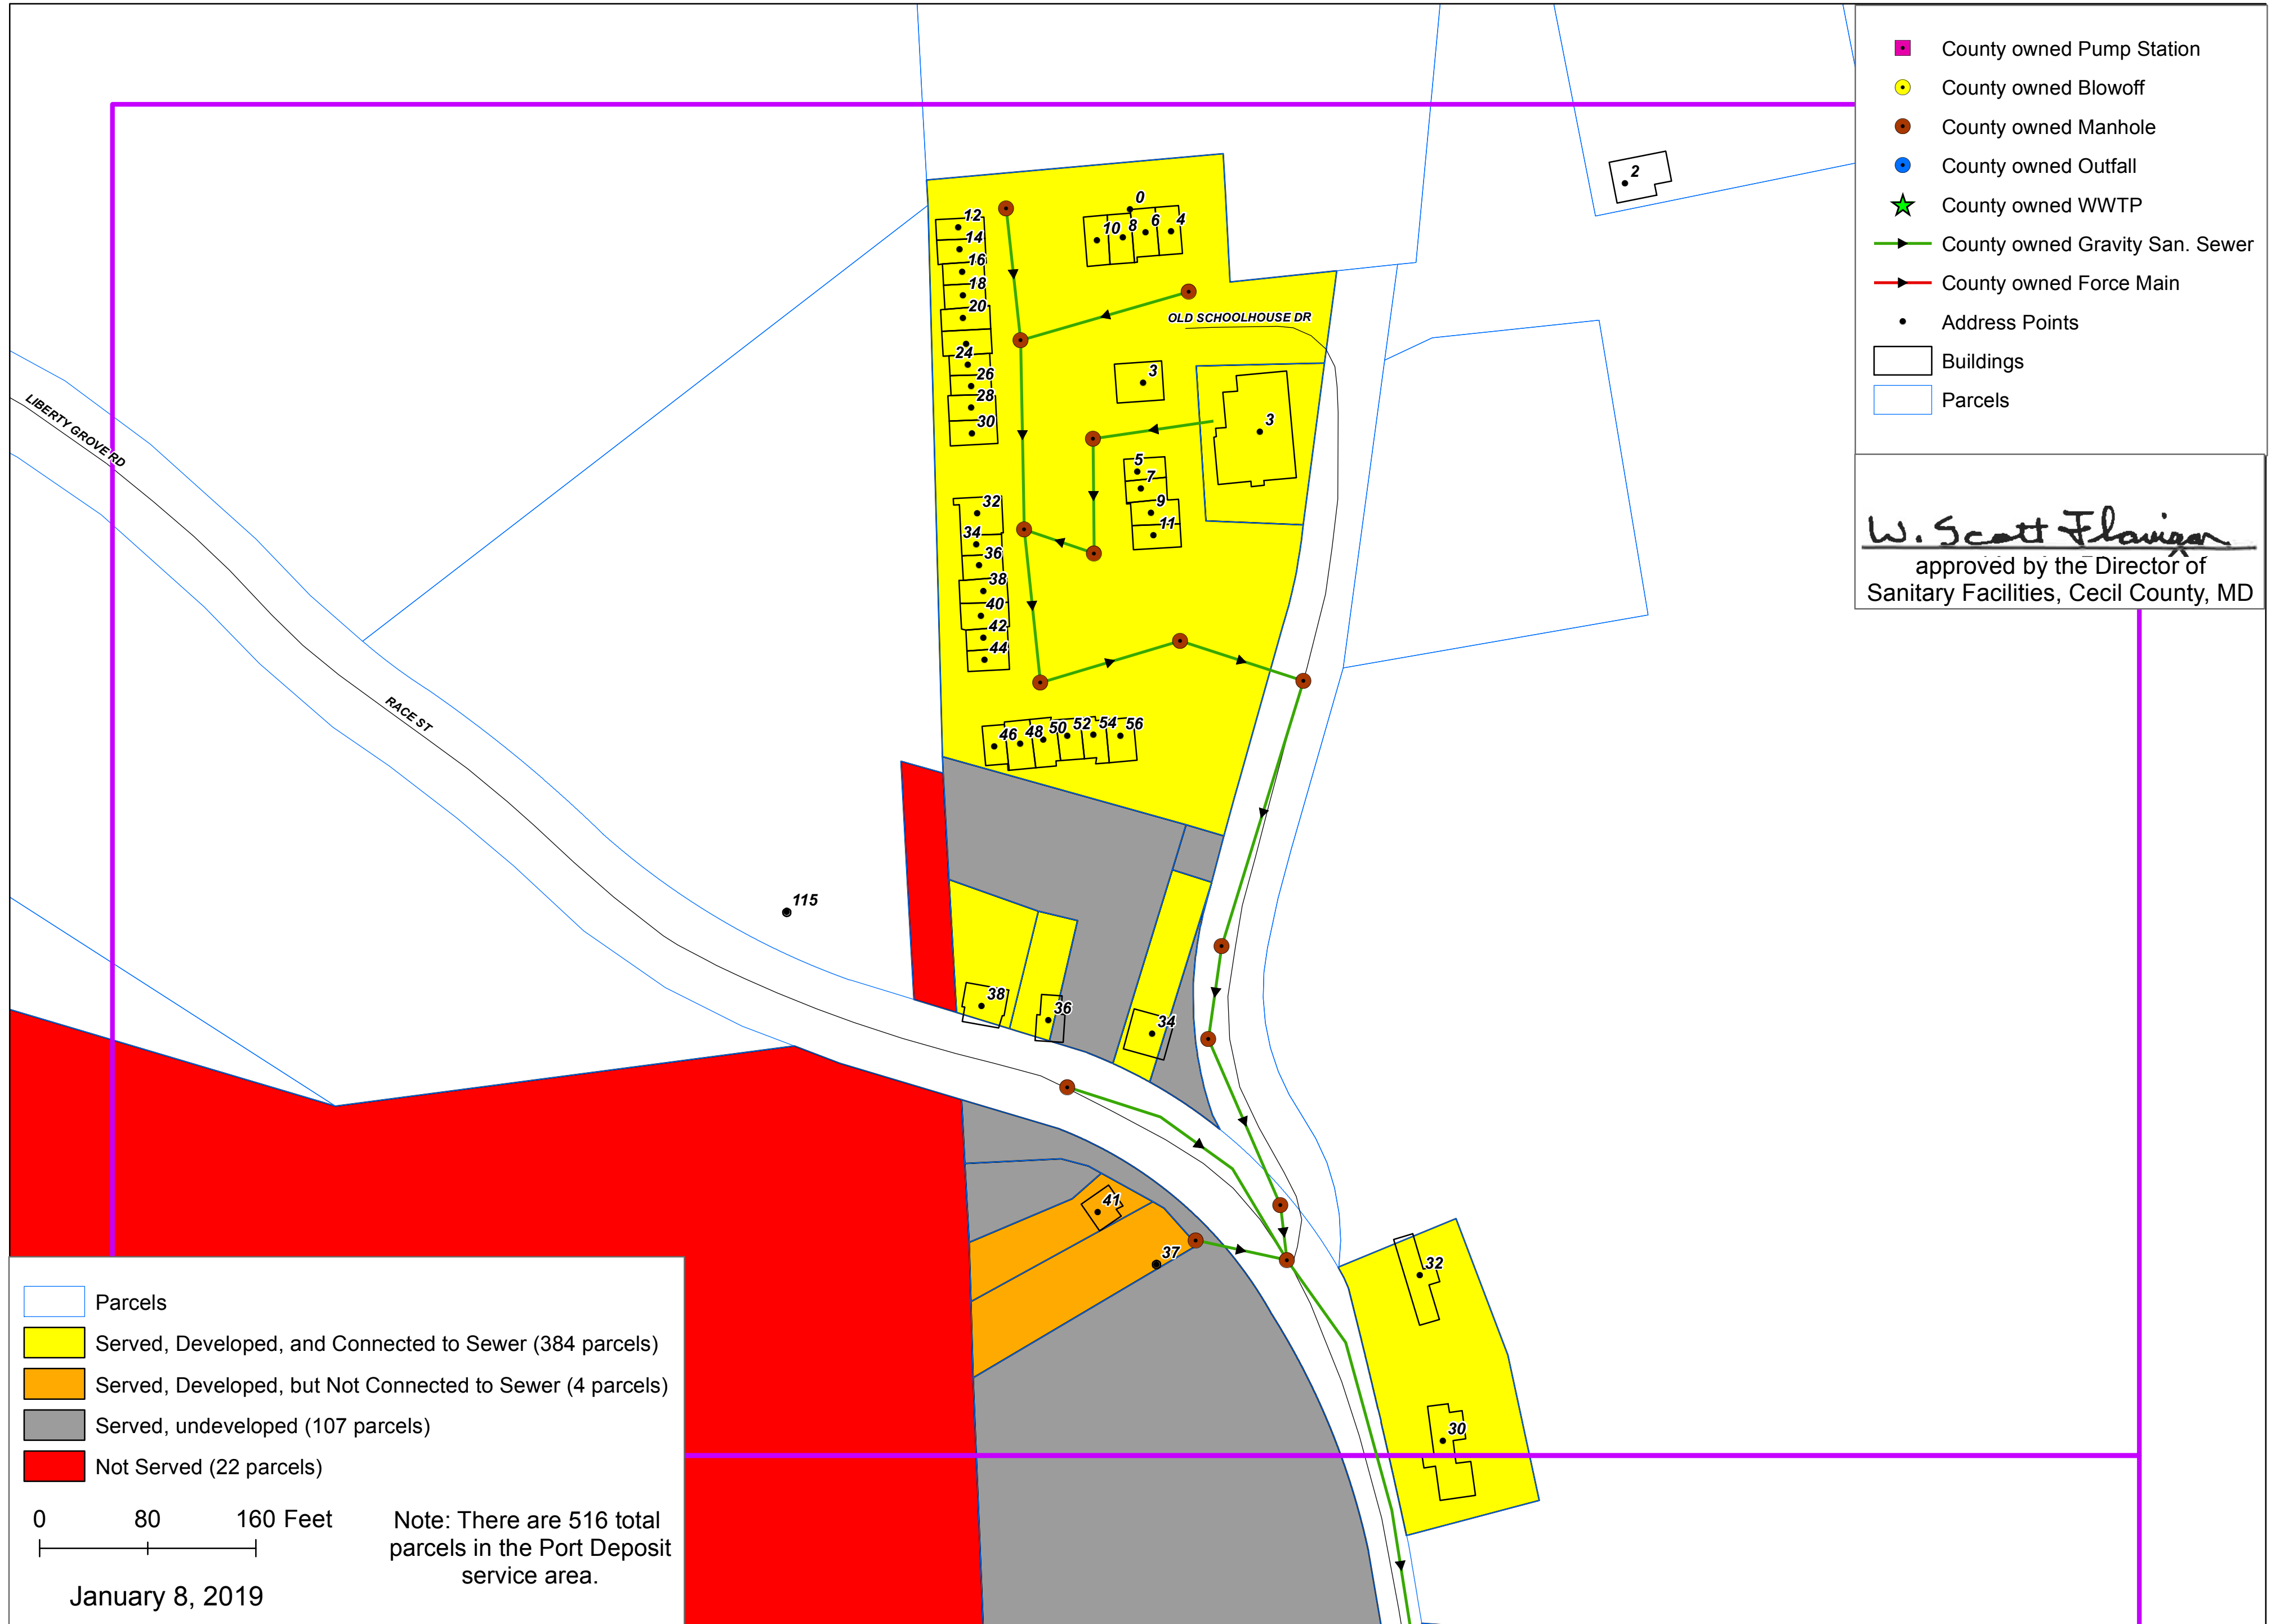 County owned Pump Station
County owned Blowoff
County owned Manhole
County owned Outfall
County owned WWTP
County owned Gravity San. Sewer
County owned Force Main
Address Points
Buildings
Parcels
W. Scott Flanigan
approved by the Director of
Sanitary Facilities, Cecil County, MD
2
0
12
10 8 6 4
14
16
18
20
OLD SCHOOLHOUSE DR
24
3
26
28
30
3
LIBERTY GROVE RD
5
7
32
9
11
34
36
38
40
42
44
RACE ST
46 48 50 52 54 56
115
38
36
34
41
37
32
30
Parcels
Served, Developed, and Connected to Sewer (384 parcels)
Served, Developed, but Not Connected to Sewer (4 parcels)
Served, undeveloped (107 parcels)
Not Served (22 parcels)
0 80 160 Feet
Note: There are 516 total
parcels in the Port Deposit
service area.
January 8, 2019